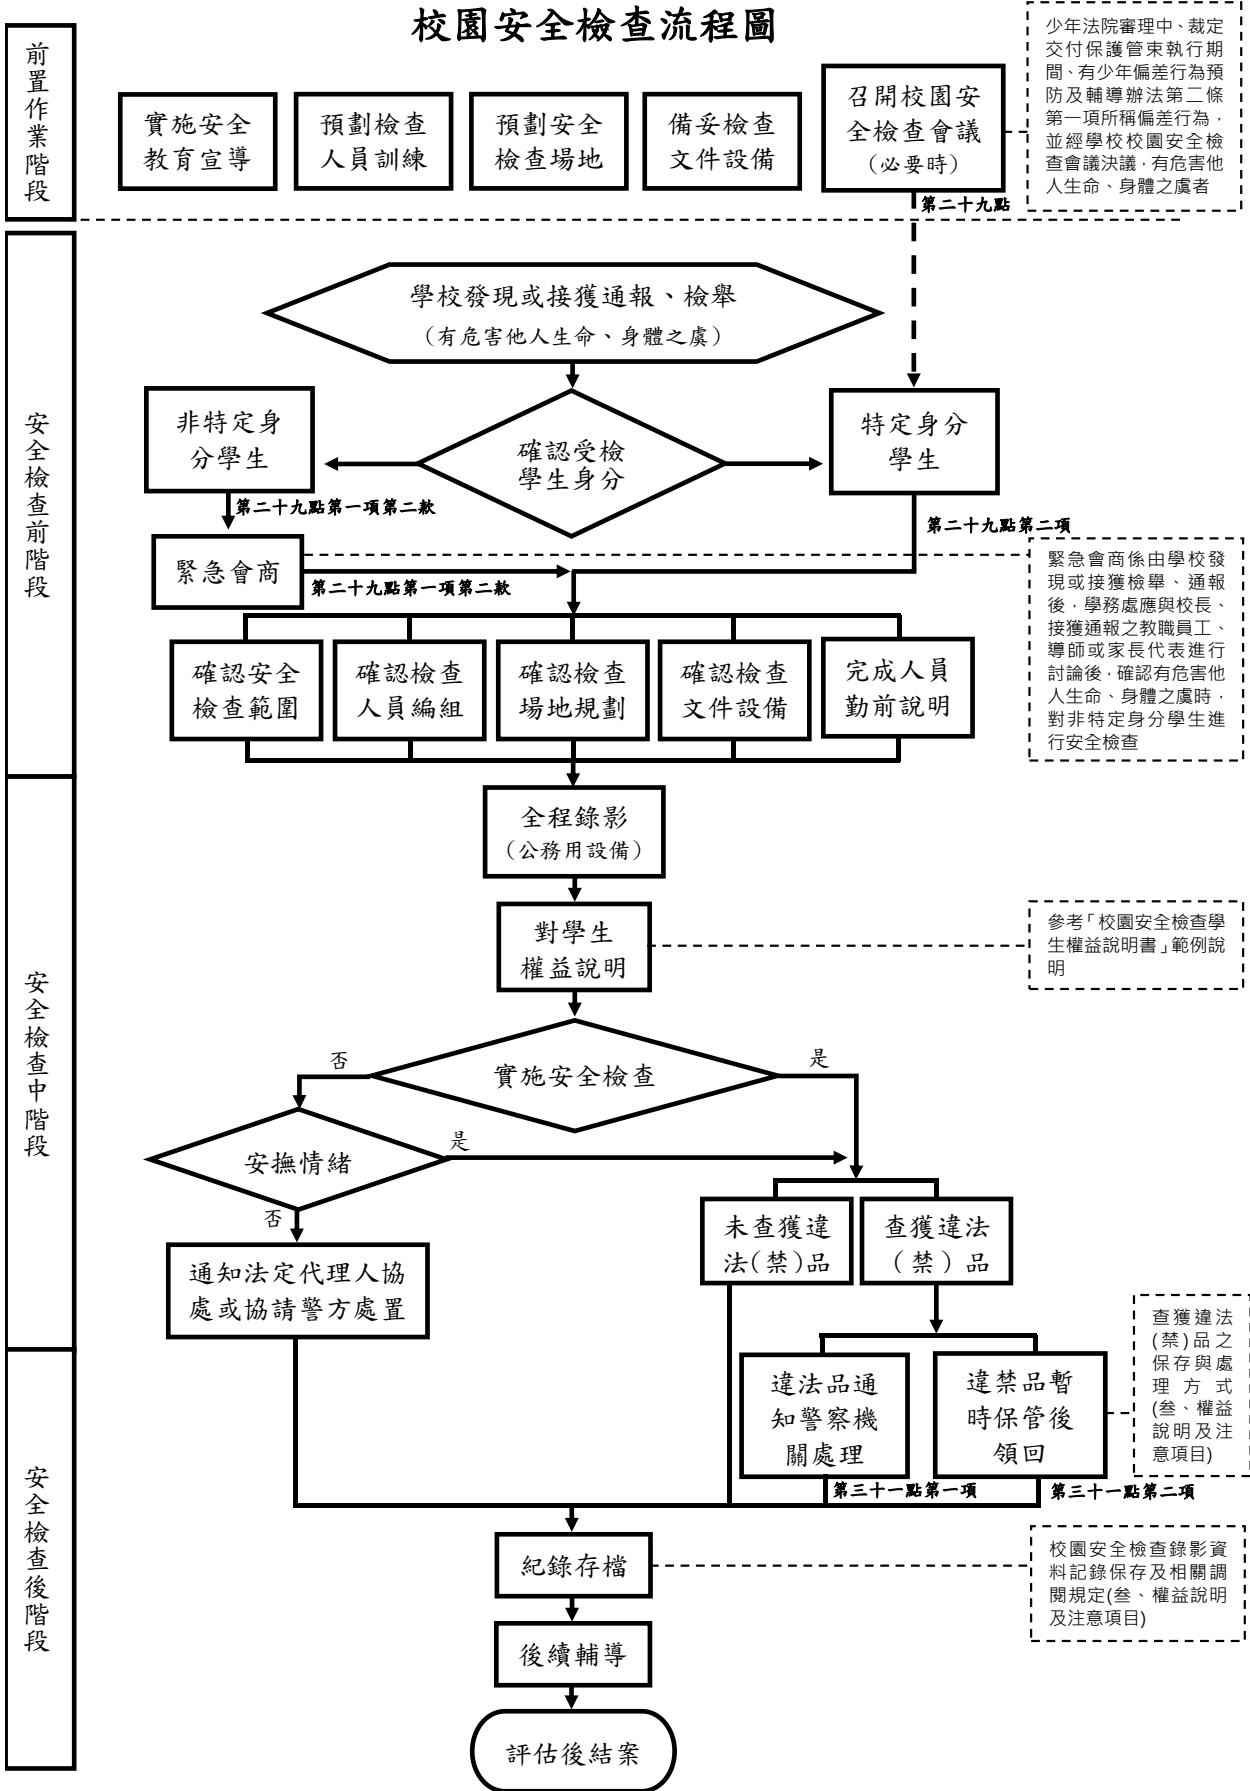 校園安全檢查流程圖
前置作業階段
實施安全
教育宣導
預劃檢查
人員訓練
預劃安全
檢查場地
備妥檢查
文件設備
召開校園安
全檢查會議
(必要時)
少年法院審理中、裁定
交付保護管束執行期
間、有少年偏差行為預
防及輔導辦法第二條
第一項所稱偏差行為，
並經學校校園安全檢
查會議決議，有危害他
人生命、身體之虞者
第二十九點
安全檢查前階段
學校發現或接獲通報、檢舉
(有危害他人生命、身體之虞)
非特定身
分學生
確認受檢
學生身分
特定身分
學生
第二十九點第一項第二款
第二十九點第二項
緊急會商
第二十九點第一項第二款
緊急會商係由學校發
現或接獲檢舉、通報
後，學務處應與校長、
接獲通報之教職員工、
導師或家長代表進行
討論後，確認有危害他
人生命、身體之虞時，
對非特定身分學生進
行安全檢查
確認安全
檢查範圍
確認檢查
人員編組
確認檢查
場地規劃
確認檢查
文件設備
完成人員
勤前說明
安全檢查中階段
全程錄影
(公務用設備)
對學生
權益說明
參考「校園安全檢查學
生權益說明書」範例說
明
實施安全檢查
否
是
安撫情緒
是
否
通知法定代理人協
處或協請警方處置
未查獲違
法(禁)品
查獲違法
(禁)品
查獲違法
(禁)品之
保存與處
理方式
(叁、權益
說明及注
意項目)
安全檢查後階段
違法品通
知警察機
關處理
違禁品暫
時保管後
領回
第三十一點第一項
第三十一點第二項
紀錄存檔
校園安全檢查錄影資
料記錄保存及相關調
閱規定(叁、權益說明
及注意項目)
後續輔導
評估後結案